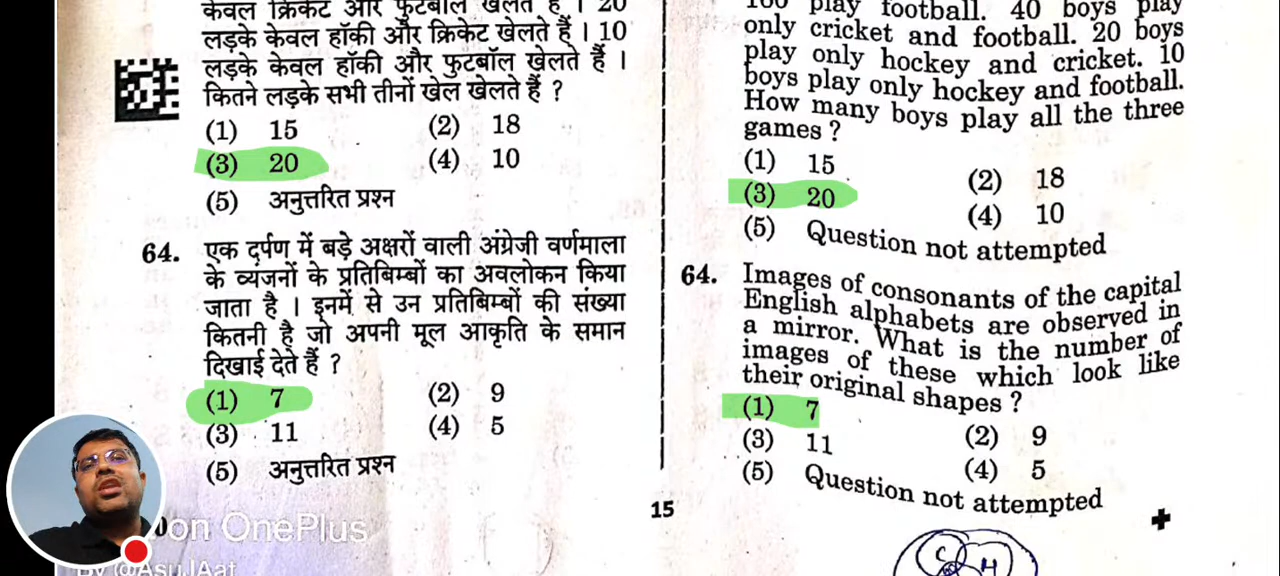 केवल क्रिकेट और फुटबॉल खेलते हैं । 20
लड़के केवल हॉकी और क्रिकेट खेलते हैं । 10
लड़के केवल हॉकी और फुटबॉल खेलते हैं ।
कितने लड़के सभी तीनों खेल खेलते हैं ?
(1) 15 (2) 18
(3) 20 (4) 10
(5) अनुत्तरित प्रश्न
64. एक दर्पण में बड़े अक्षरों वाली अंग्रेजी वर्णमाला
के व्यंजनों के प्रतिबिम्बों का अवलोकन किया
जाता है । इनमें से उन प्रतिबिम्बों की संख्या
कितनी है जो अपनी मूल आकृति के समान
दिखाई देते हैं ?
(1) 7 (2) 9
(3) 11 (4) 5
(5) अनुत्तरित प्रश्न
100 play football. 40 boys play
only cricket and football. 20 boys
play only hockey and cricket. 10
boys play only hockey and football.
How many boys play all the three
games ?
(1) 15 (2) 18
(3) 20 (4) 10
(5) Question not attempted
64. Images of consonants of the capital
English alphabets are observed in
a mirror. What is the number of
images of these which look like
their original shapes ?
(1) 7 (2) 9
(3) 11 (4) 5
(5) Question not attempted
15
C H
on OnePlus
By @AsuJAat